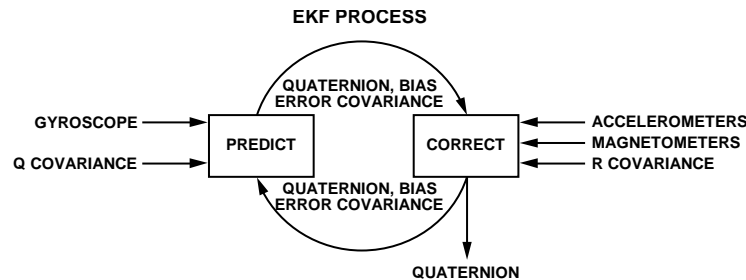 EKF PROCESS
QUATERNION, BIAS
ERROR COVARIANCE
GYROSCOPE
Q COVARIANCE
PREDICT
CORRECT
ACCELEROMETERS
MAGNETOMETERS
R COVARIANCE
QUATERNION, BIAS
ERROR COVARIANCE
QUATERNION